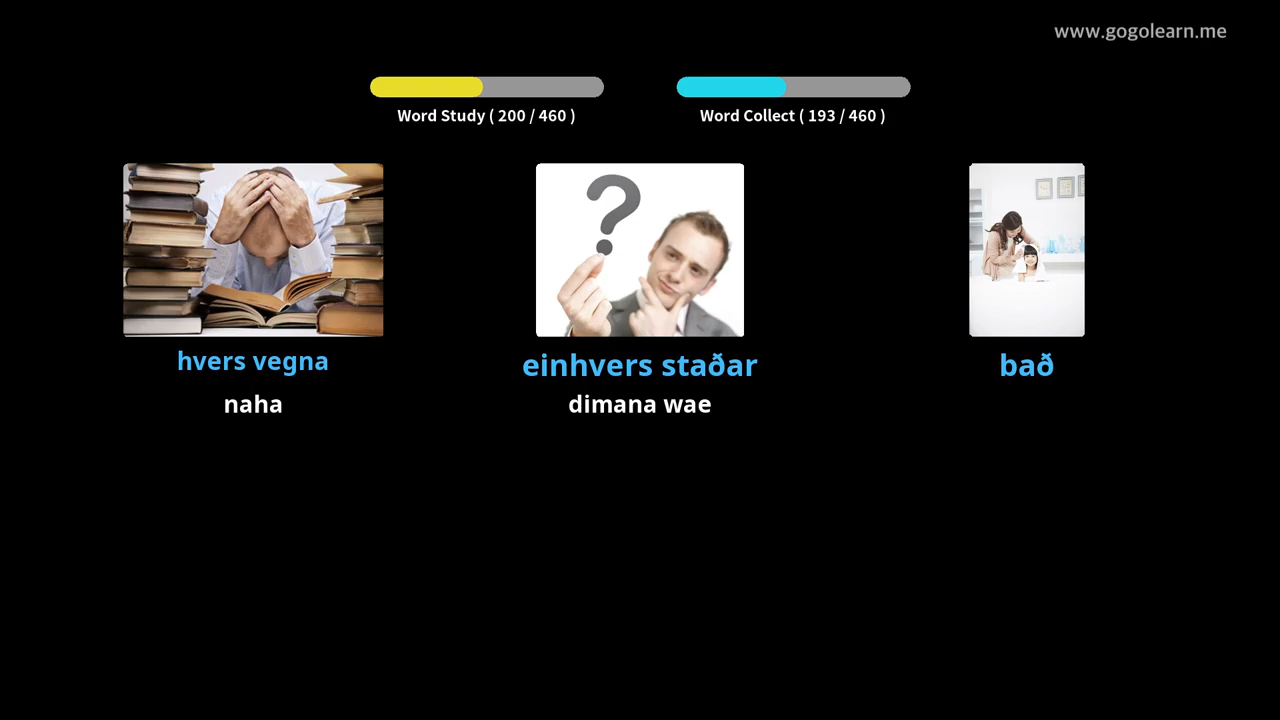 www.gogolearn.me
Word Study ( 200 / 460 )
Word Collect ( 193 / 460 )
hvers vegna
naha
einhvers staðar
dimana wae
bað